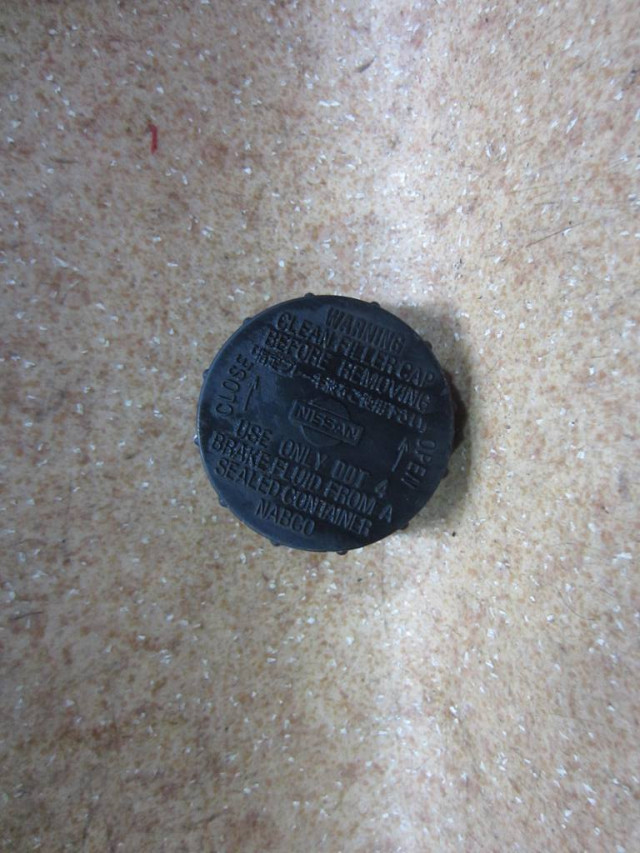 WARNING
CLEAN FILLER CAP
BEFORE REMOVING
CLOSE
NISSAN
OPEN
USE ONLY DOT 4
BRAKE FLUID FROM A
SEALED CONTAINER
NABCO